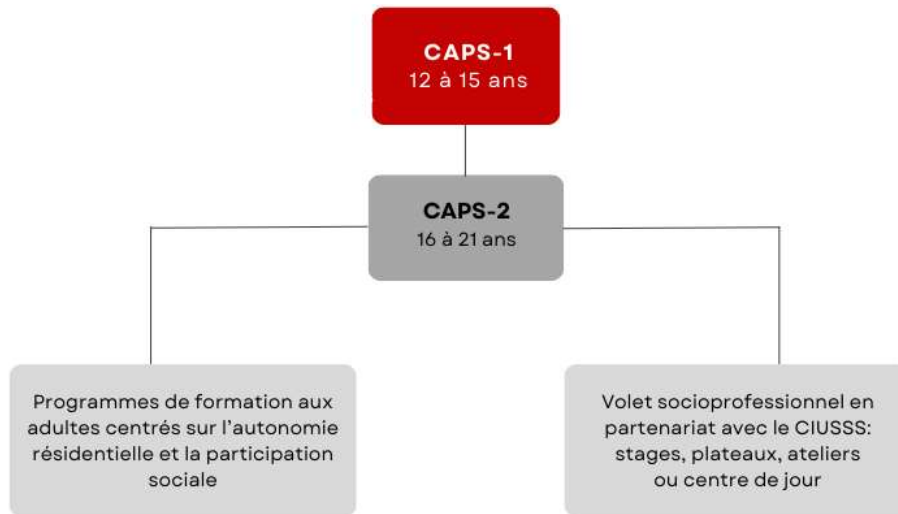 CAPS-1
12 à 15 ans
CAPS-2
16 à 21 ans
Programmes de formation aux
adultes centrés sur l'autonomie
résidentielle et la participation
sociale
Volet socioprofessionnel en
partenariat avec le CIUSSS:
stages, plateaux, ateliers
ou centre de jour